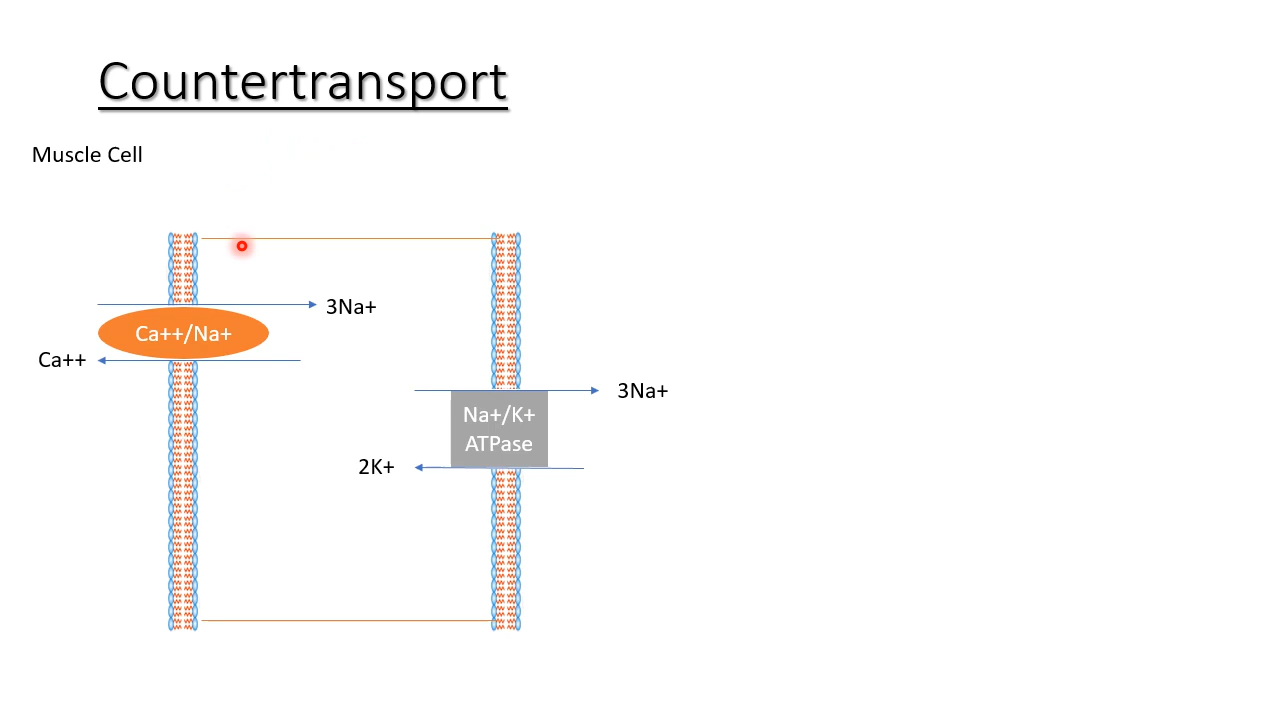 Countertransport
Muscle Cell
3Na+
Ca++/Na+
Ca++
3Na+
Na+/K+
ATPase
2K+